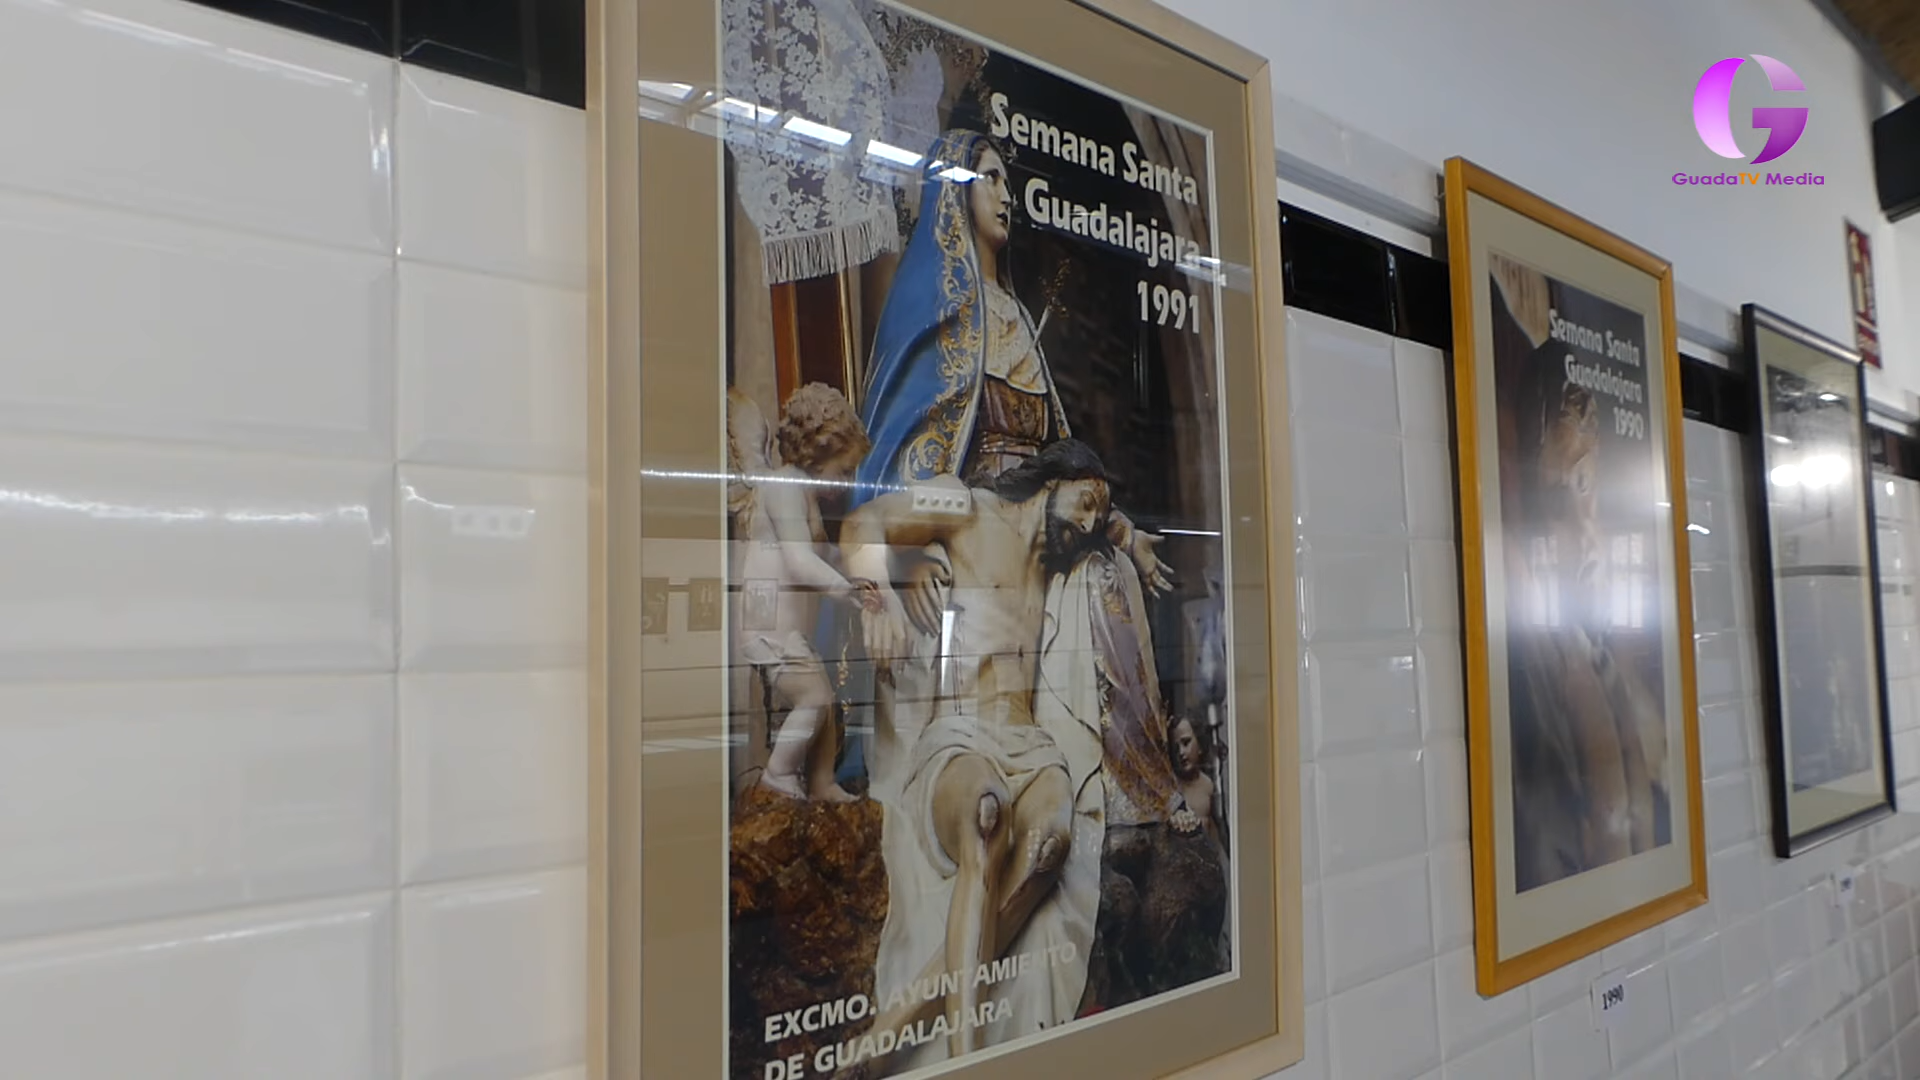 Semana Santa
Guadalajara
1991
EXCMO. AYUNTAMIENTO
DE GUADALAJARA
Semana Santa
Guadalajara
1990
1990
GuadaTV Media